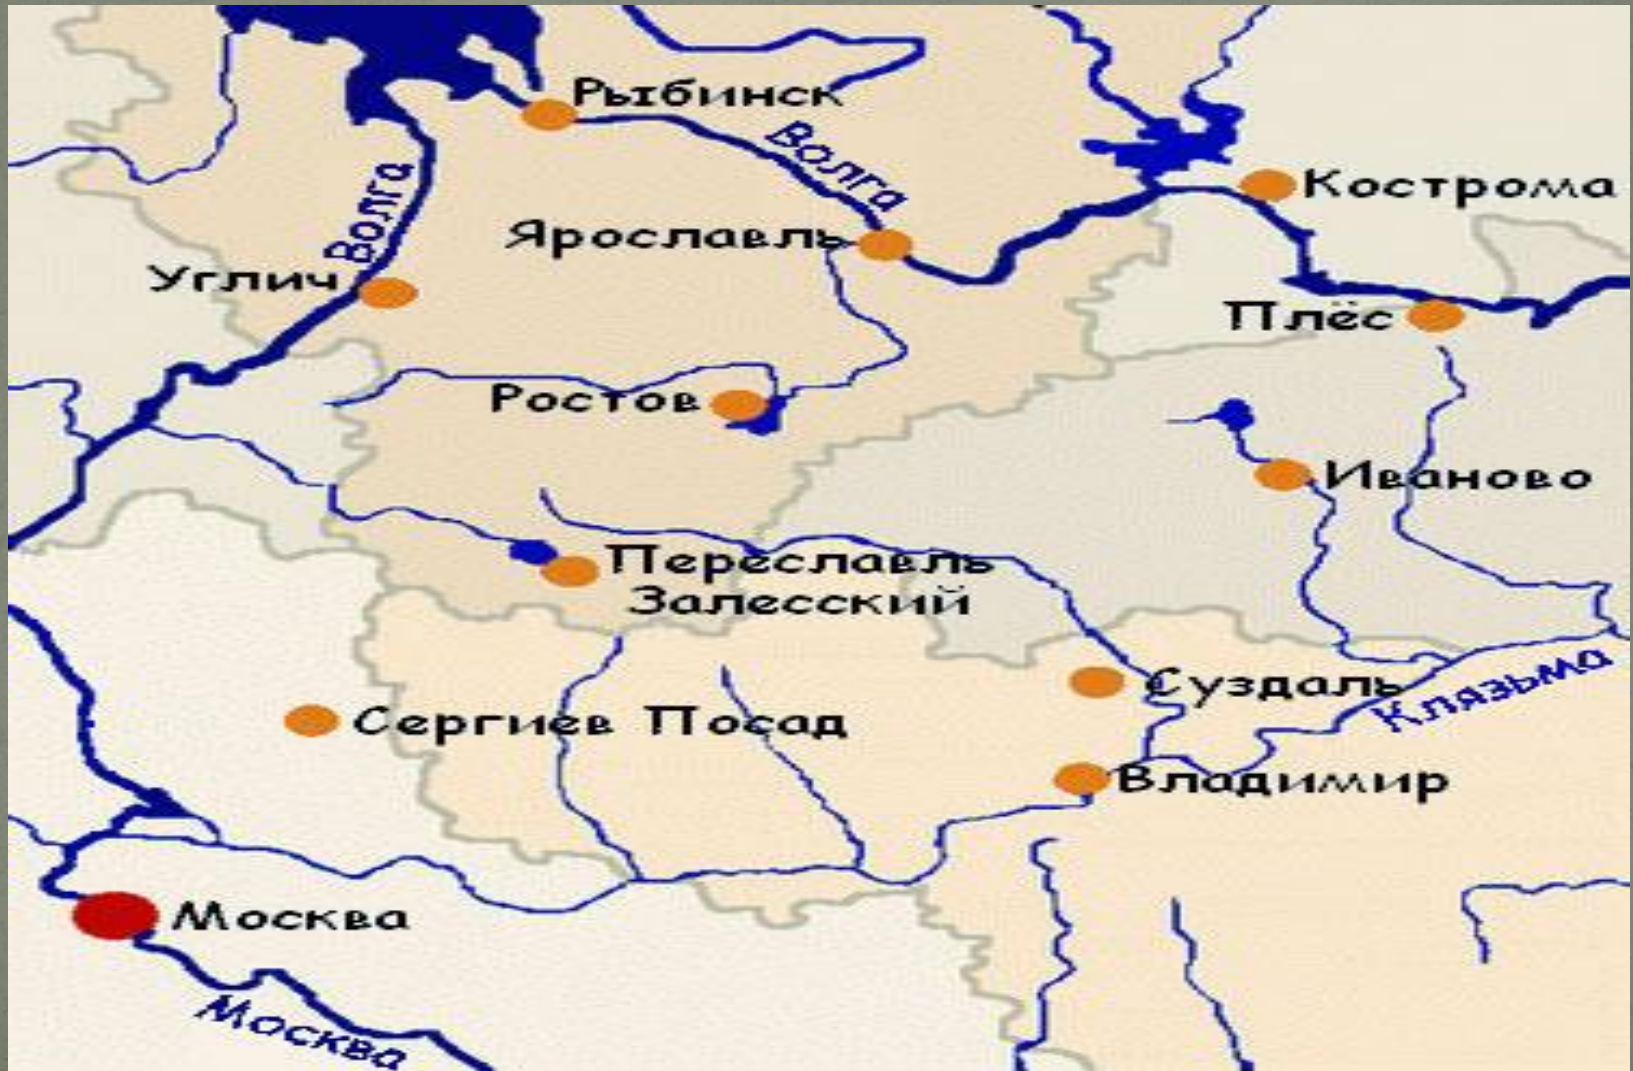 Рыбинск
Волга
Волга
Кострома
Ярославль
Углич
Плёс
Ростов
Иваново
Переславль
Залесский
Суздаль
Клязьма
Сергиев Посад
Владимир
Москва
Москва